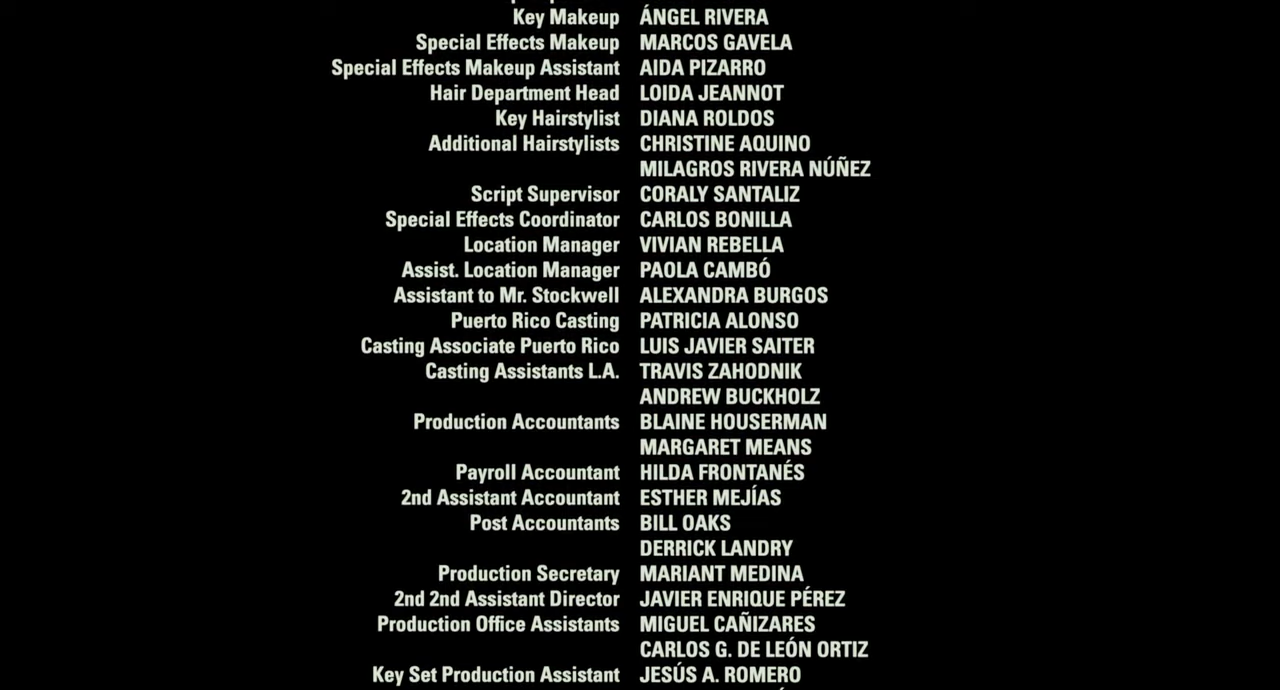 Key Makeup ÁNGEL RIVERA
Special Effects Makeup MARCOS GAVELA
Special Effects Makeup Assistant AIDA PIZARRO
Hair Department Head LOIDA JEANNOT
Key Hairstylist DIANA ROLDOS
Additional Hairstylists CHRISTINE AQUINO
MILAGROS RIVERA NÚÑEZ
Script Supervisor CORALY SANTALIZ
Special Effects Coordinator CARLOS BONILLA
Location Manager VIVIAN REBELLA
Assist. Location Manager PAOLA CAMBÓ
Assistant to Mr. Stockwell ALEXANDRA BURGOS
Puerto Rico Casting PATRICIA ALONSO
Casting Associate Puerto Rico LUIS JAVIER SAITER
Casting Assistants L.A. TRAVIS ZAHODNIK
ANDREW BUCKHOLZ
Production Accountants BLAINE HOUSERMAN
MARGARET MEANS
Payroll Accountant HILDA FRONTANÉS
2nd Assistant Accountant ESTHER MEJÍAS
Post Accountants BILL OAKS
DERRICK LANDRY
Production Secretary MARIANT MEDINA
2nd 2nd Assistant Director JAVIER ENRIQUE PÉREZ
Production Office Assistants MIGUEL CAÑIZARES
CARLOS G. DE LEÓN ORTIZ
Key Set Production Assistant JESÚS A. ROMERO